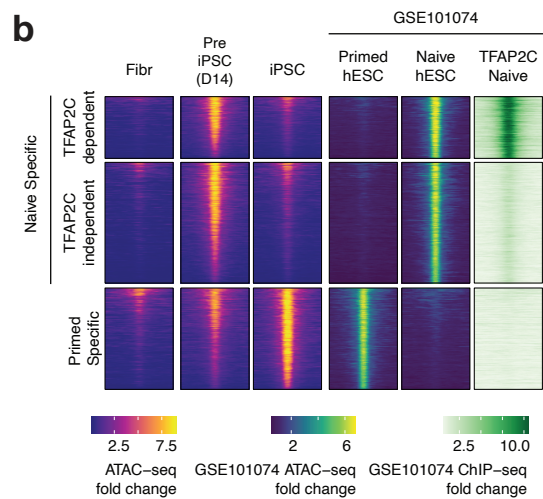 b
GSE101074
Fibr
Pre
iPSC
(D14)
iPSC
Primed
hESC
Naive
hESC
TFAP2C
Naive
Naive Specific
TFAP2C
dependent
TFAP2C
independent
Primed
Specific
2.5 7.5
ATAC−seq
fold change
2 6
GSE101074 ATAC−seq
fold change
2.5 10.0
GSE101074 ChIP−seq
fold change